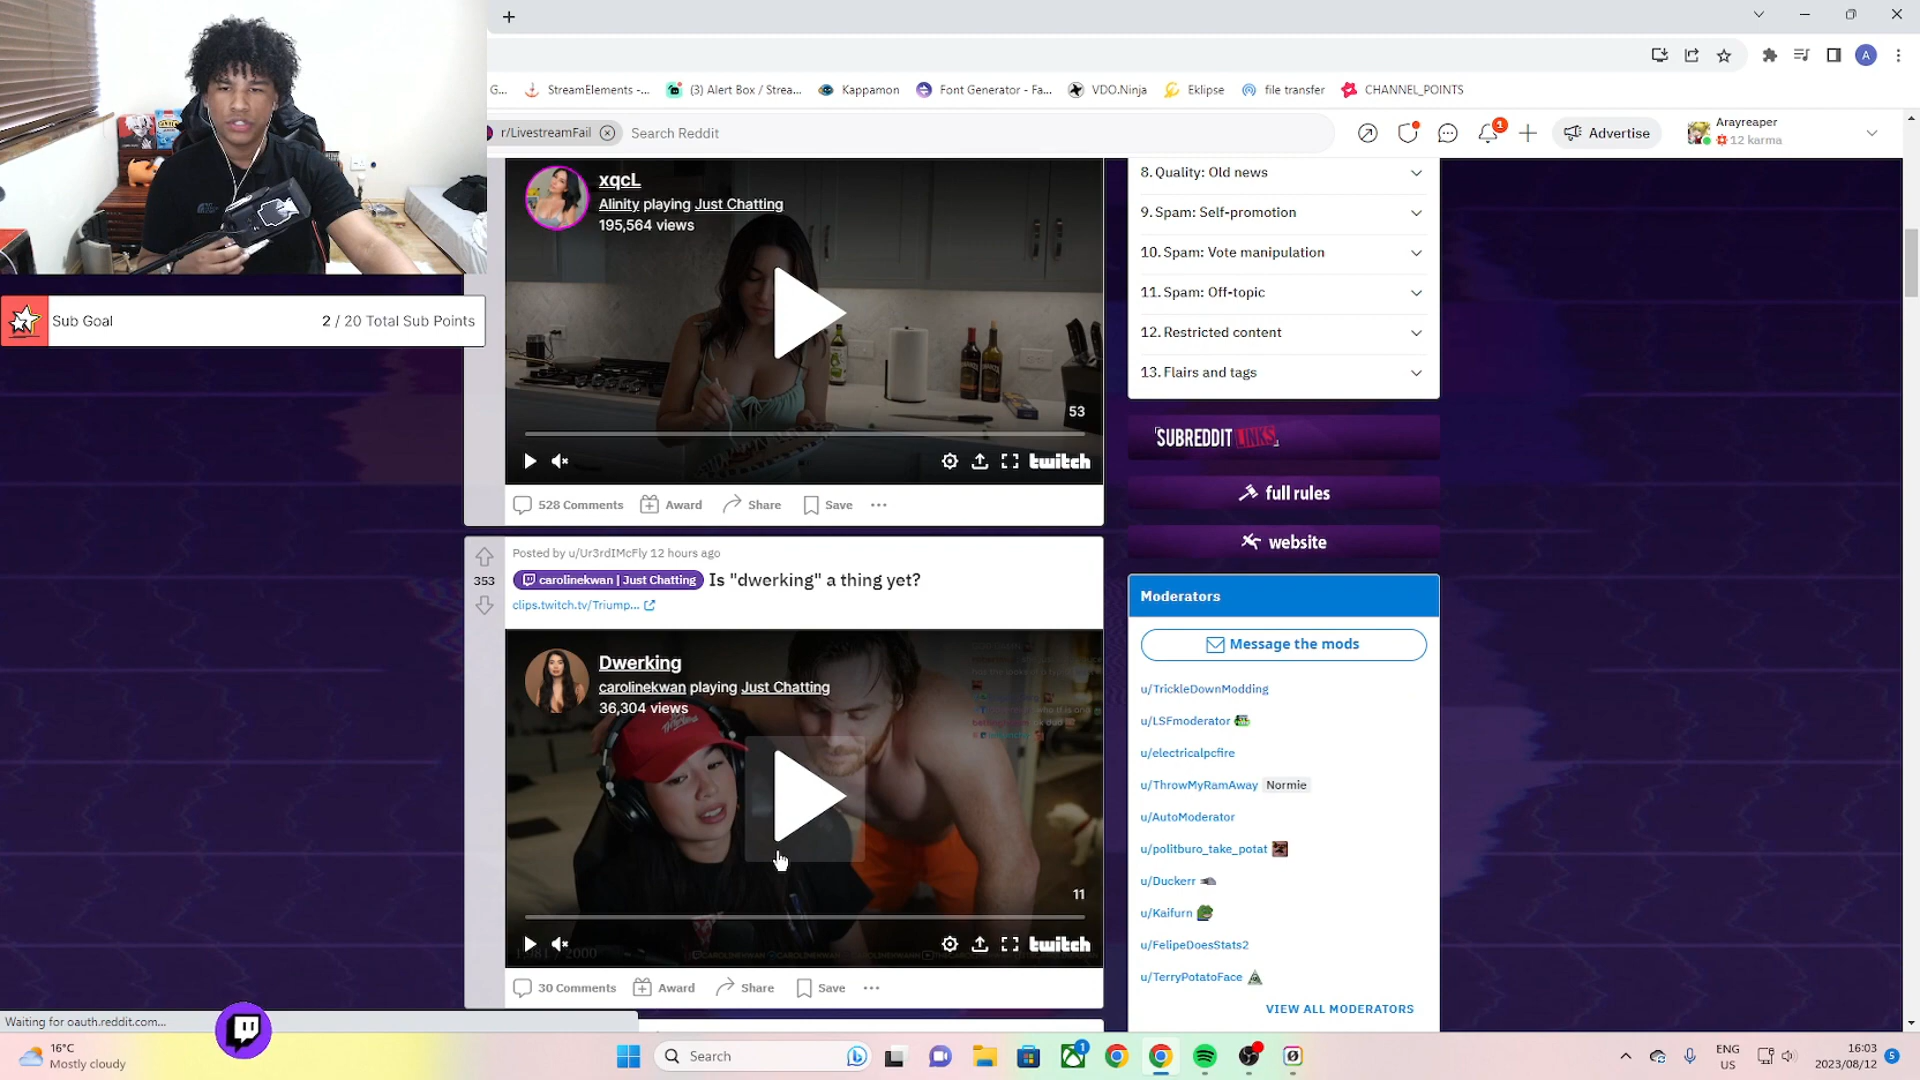 G...
StreamElements -...
(3) Alert Box / Strea...
Kappamon
Font Generator - Fa...
VDO.Ninja
Eklipse
file transfer
CHANNEL_POINTS
r/LivestreamFail
Search Reddit
1
Advertise
Arayreaper
12 karma
A
Sub Goal
2 / 20 Total Sub Points
xqcL
Alinity playing Just Chatting
195,564 views
53
twitch
528 Comments
Award
Share
Save
353
Posted by u/Ur3rdIMcFly 12 hours ago
carolinekwan | Just Chatting
Is "dwerking" a thing yet?
clips.twitch.tv/Triump...
Dwerking
carolinekwan playing Just Chatting
36,304 views
11
twitch
30 Comments
Award
Share
Save
8. Quality: Old news
9. Spam: Self-promotion
10. Spam: Vote manipulation
11. Spam: Off-topic
12. Restricted content
13. Flairs and tags
SUBREDDIT LINKS
full rules
website
Moderators
Message the mods
u/TrickleDownModding
u/LSFmoderator
u/electricalpcfire
u/ThrowMyRamAway Normie
u/AutoModerator
u/politburo_take_potat
u/Duckerr
u/Kaifurn
u/FelipeDoesStats2
u/TerryPotatoFace
VIEW ALL MODERATORS
Waiting for oauth.reddit.com...
16°C
Mostly cloudy
Search
1
ENG
US
16:03
2023/08/12
5